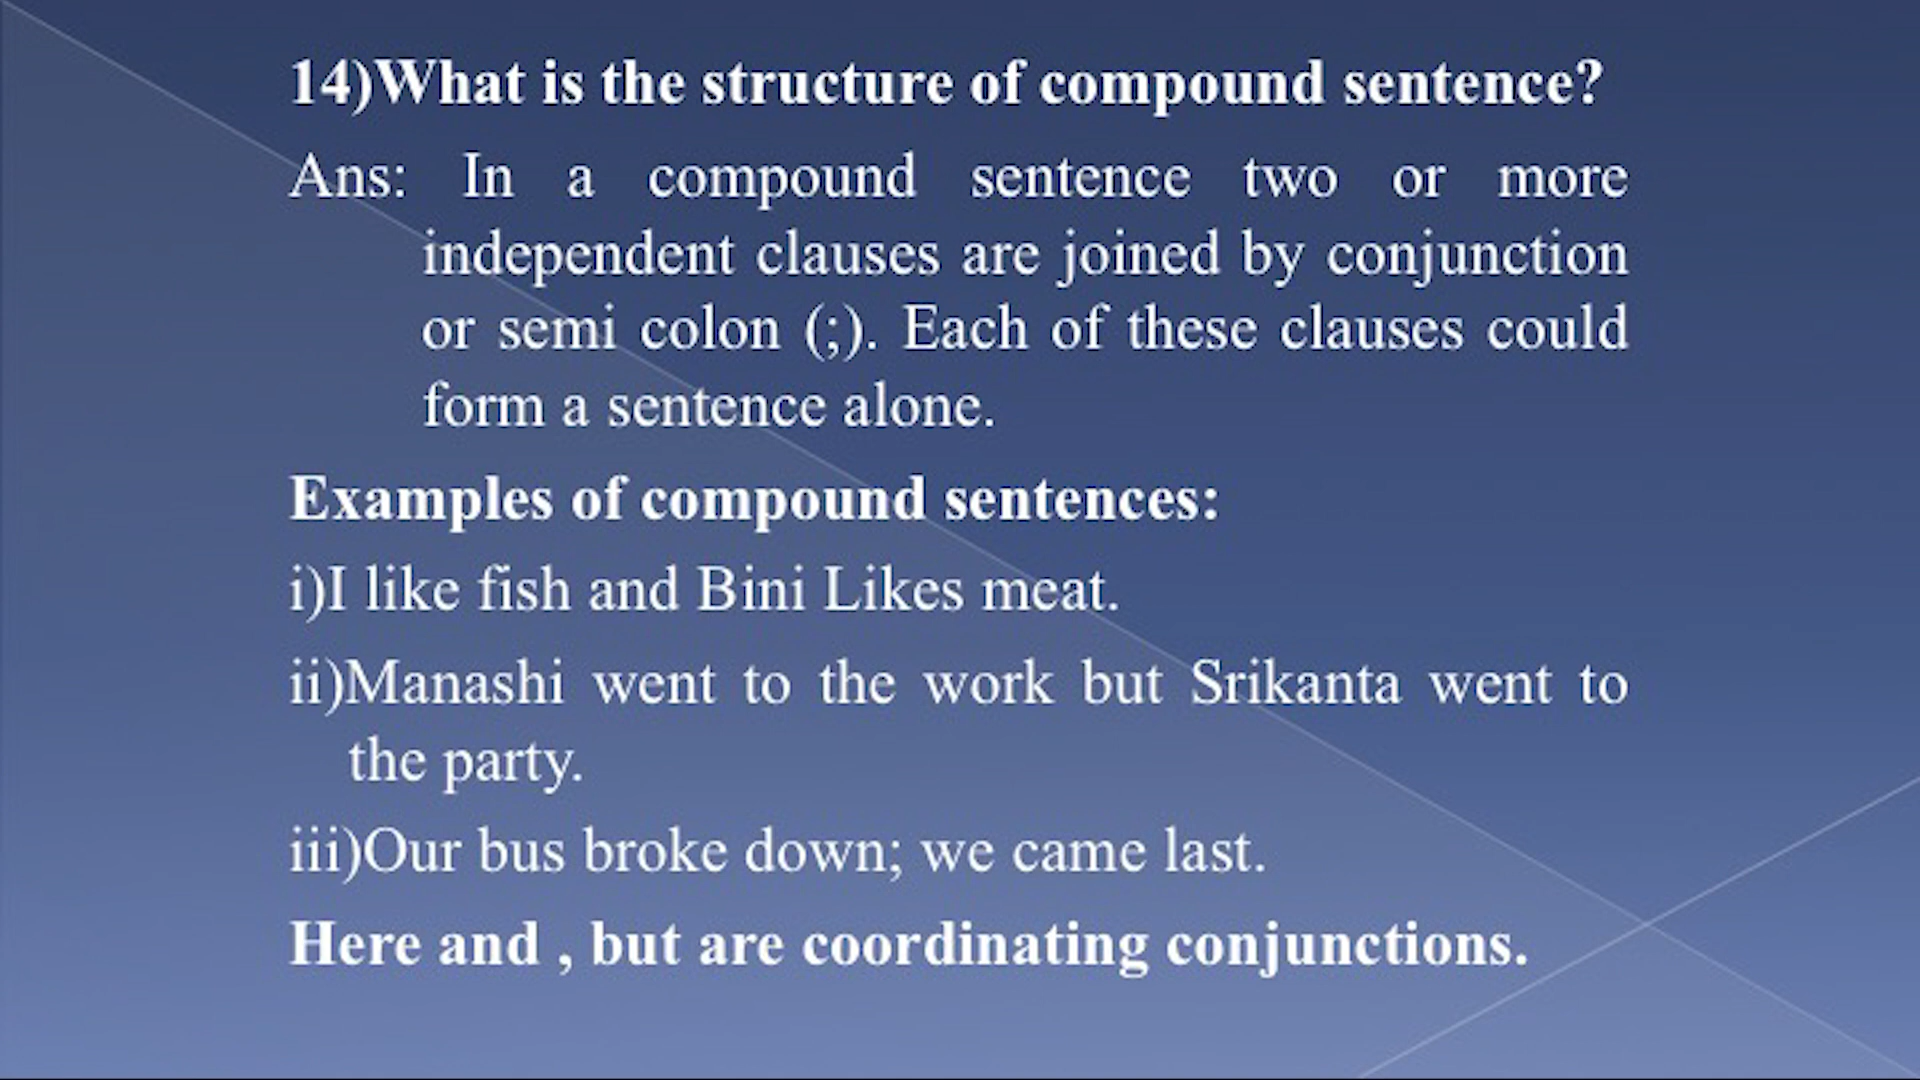 14)What is the structure of compound sentence?
Ans: In a compound sentence two or more
independent clauses are joined by conjunction
or semi colon (;). Each of these clauses could
form a sentence alone.
Examples of compound sentences:
i)I like fish and Bini Likes meat.
ii)Manashi went to the work but Srikanta went to
the party.
iii)Our bus broke down; we came last.
Here and , but are coordinating conjunctions.